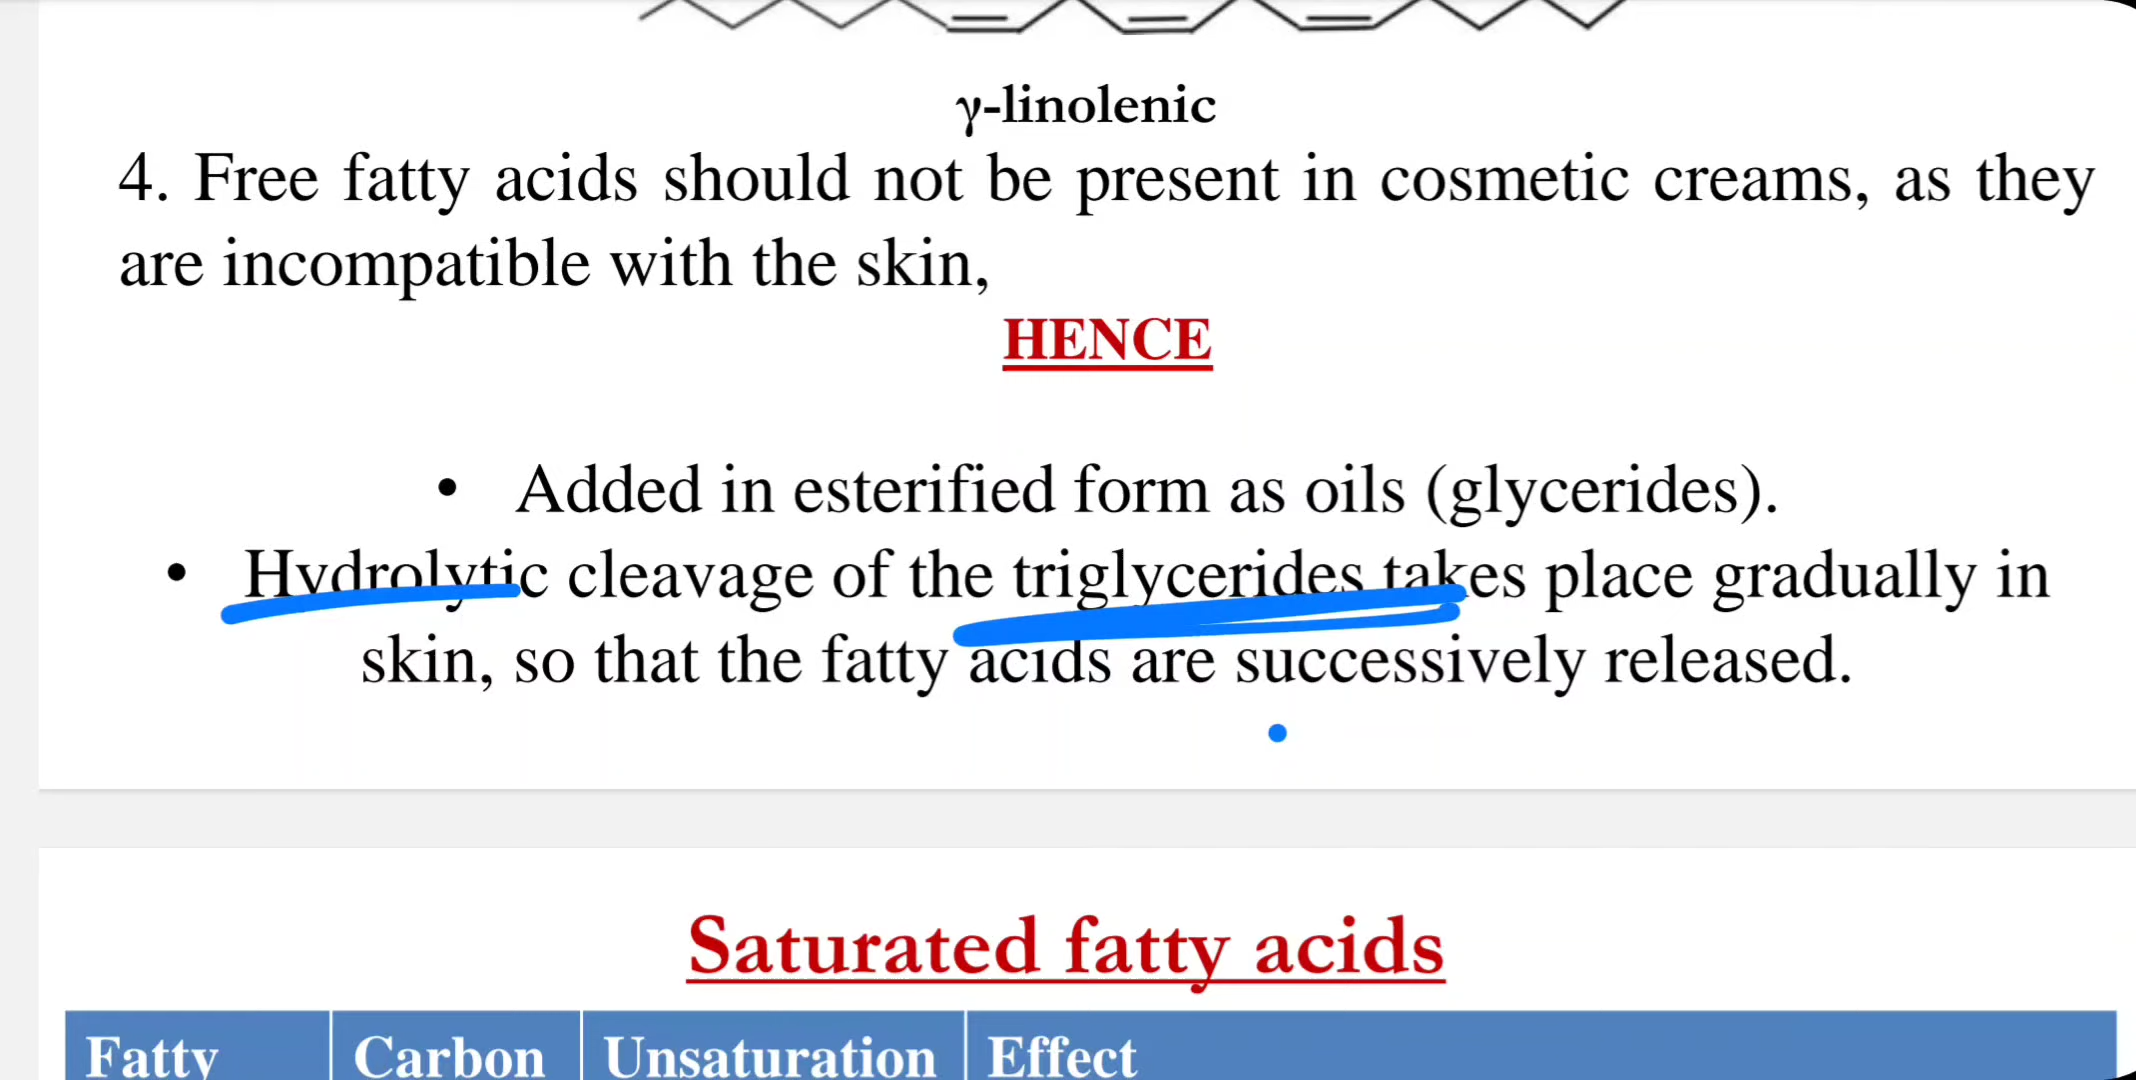 γ-linolenic
4. Free fatty acids should not be present in cosmetic creams, as they
are incompatible with the skin,
HENCE
• Added in esterified form as oils (glycerides).
• Hydrolytic cleavage of the triglycerides takes place gradually in
skin, so that the fatty acids are successively released.
Saturated fatty acids
Fatty Carbon Unsaturation Effect